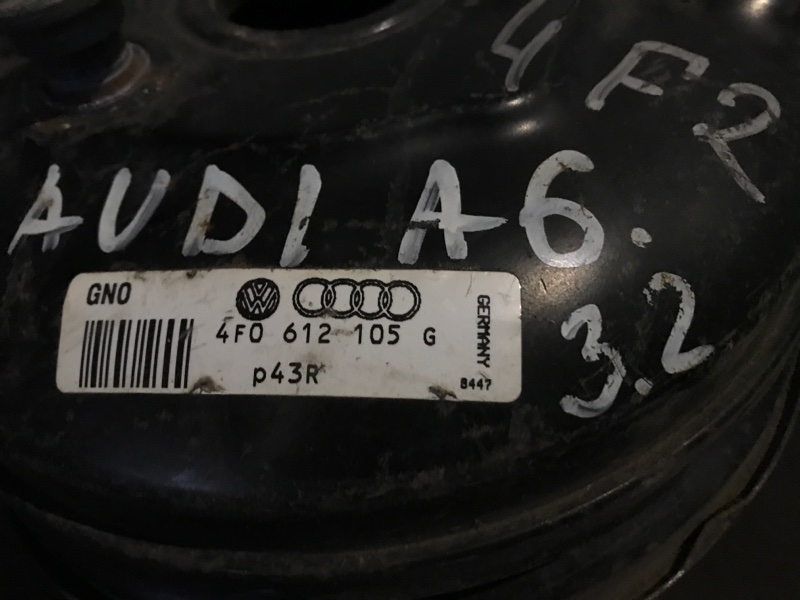 4F2
AUDI A6.
3.2
GNO
4F0 612 105 G
p43R
GERMANY
8447